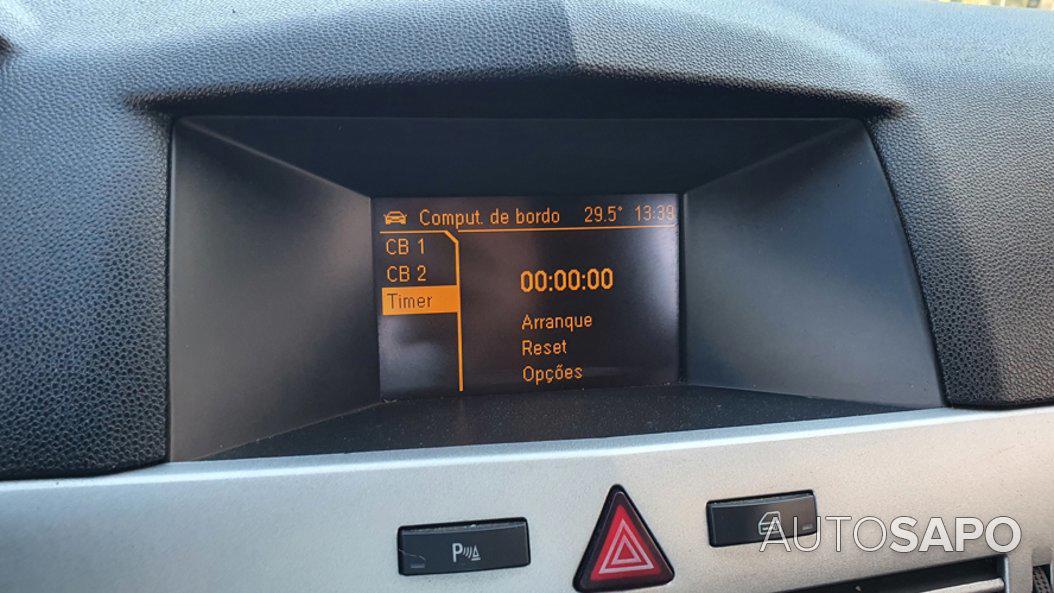 Comput. de bordo 29.5° 13:39
CB 1
CB 2
Timer
00:00:00
Arranque
Reset
Opções
P
AUTOSAPO